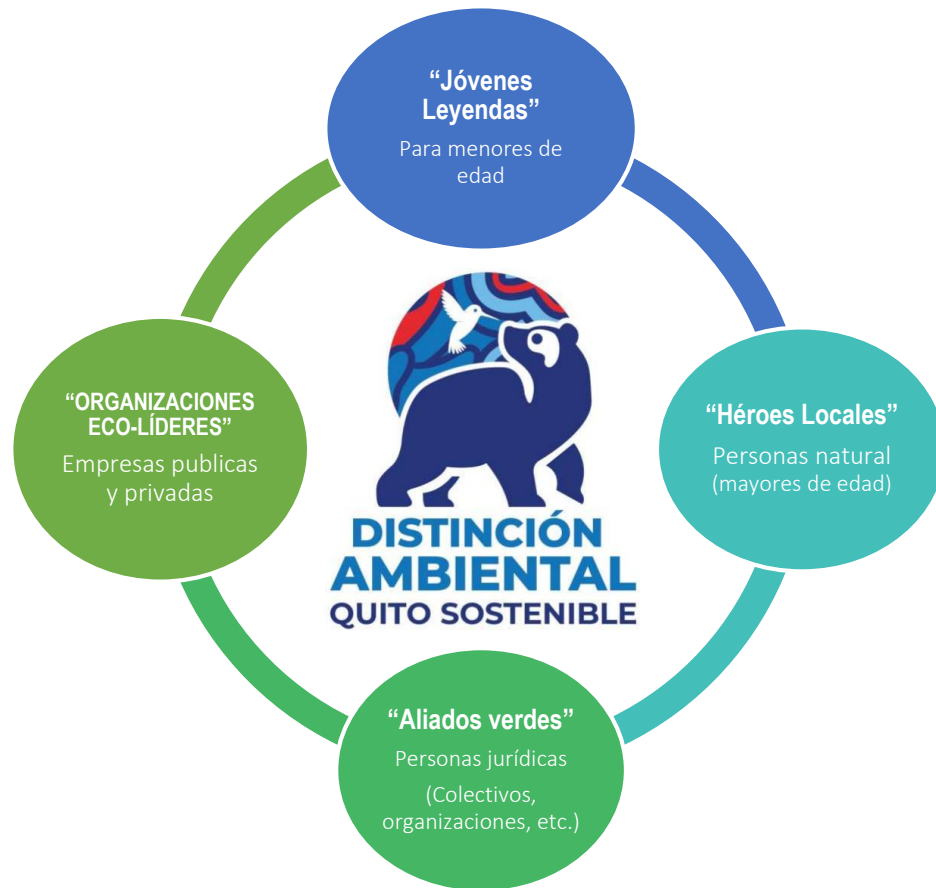 “Jóvenes
Leyendas”
Para menores de
edad
“ORGANIZACIONES
ECO-LÍDERES”
Empresas publicas
y privadas
“Héroes Locales”
Personas natural
(mayores de edad)
DISTINCIÓN
AMBIENTAL
QUITO SOSTENIBLE
“Aliados verdes”
Personas jurídicas
(Colectivos,
organizaciones, etc.)